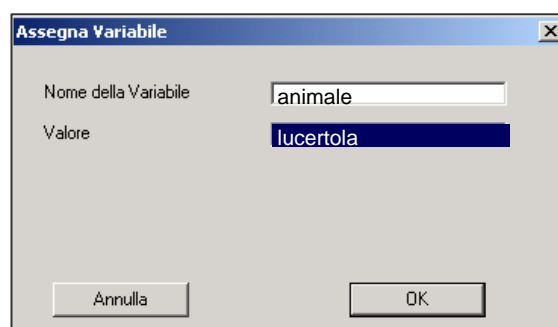 Assegna Variabile
Nome della Variabile animale
Valore lucertola
Annulla OK